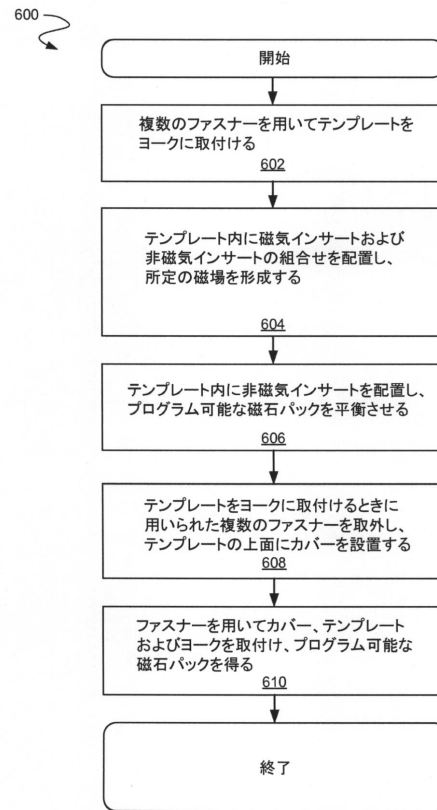 600
開始
複数のファスナーを用いてテンプレートを
ヨークに取付ける
602
テンプレート内に磁気インサートおよび
非磁気インサートの組合せを配置し、
所定の磁場を形成する
604
テンプレート内に非磁気インサートを配置し、
プログラム可能な磁石パックを平衡させる
606
テンプレートをヨークに取付けるときに
用いられた複数のファスナーを取外し、
テンプレートの上面にカバーを設置する
608
ファスナーを用いてカバー、テンプレート
およびヨークを取付け、プログラム可能な
磁石パックを得る
610
終了